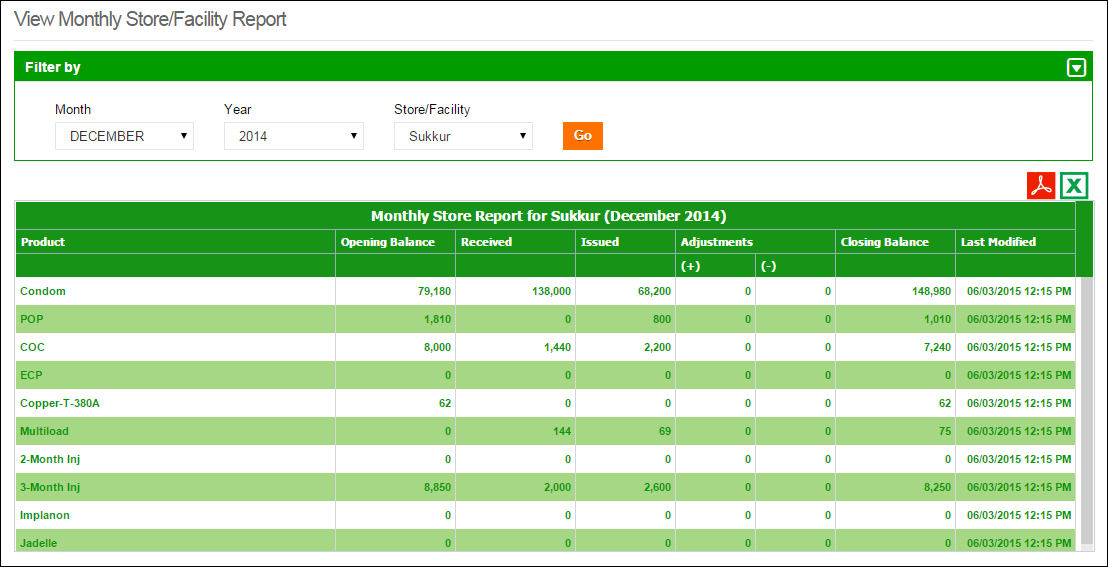 View Monthly Store/Facility Report
Filter by
Month Year Store/Facility
DECEMBER 2014 Sukkur Go
Monthly Store Report for Sukkur (December 2014)
Product Opening Balance Received Issued Adjustments Closing Balance Last Modified
(+) (-)
Condom 79,180 138,000 68,200 0 0 148,980 06/03/2015 12:15 PM
POP 1,810 0 800 0 0 1,010 06/03/2015 12:15 PM
COC 8,000 1,440 2,200 0 0 7,240 06/03/2015 12:15 PM
ECP 0 0 0 0 0 0 06/03/2015 12:15 PM
Copper-T-380A 62 0 0 0 0 62 06/03/2015 12:15 PM
Multiload 0 144 69 0 0 75 06/03/2015 12:15 PM
2-Month Inj 0 0 0 0 0 0 06/03/2015 12:15 PM
3-Month Inj 8,850 2,000 2,600 0 0 8,250 06/03/2015 12:15 PM
Implanon 0 0 0 0 0 0 06/03/2015 12:15 PM
Jadelle 0 0 0 0 0 0 06/03/2015 12:15 PM